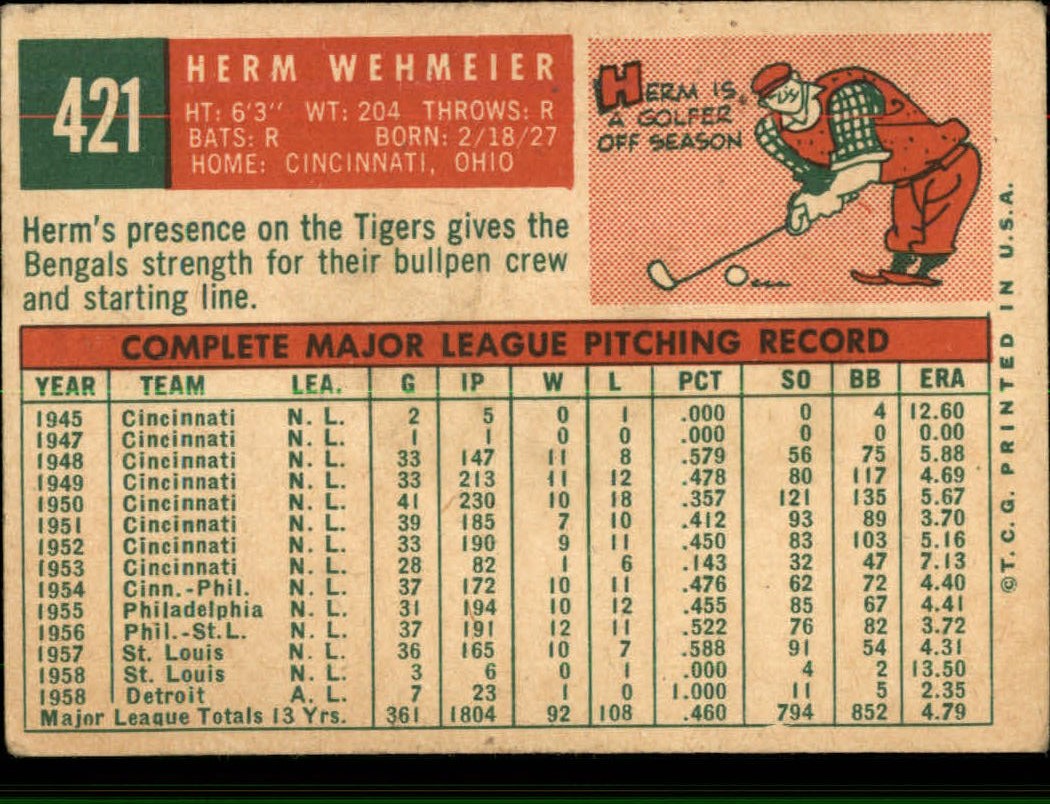 421
HERM WEHMEIER
HT: 6'3" WT: 204 THROWS: R
BATS: R BORN: 2/18/27
HOME: CINCINNATI, OHIO
HERM IS
A GOLFER
OFF SEASON
Herm's presence on the Tigers gives the
Bengals strength for their bullpen crew
and starting line.
COMPLETE MAJOR LEAGUE PITCHING RECORD
YEAR TEAM LEA. G IP W L PCT SO BB ERA
1945 Cincinnati N. L. 2 5 0 1 .000 0 4 12.60
1947 Cincinnati N. L. 1 1 0 0 .000 0 0 0.00
1948 Cincinnati N. L. 33 147 11 8 .579 56 75 5.88
1949 Cincinnati N. L. 33 213 11 12 .478 80 117 4.69
1950 Cincinnati N. L. 41 230 10 18 .357 121 135 5.67
1951 Cincinnati N. L. 39 185 7 10 .412 93 89 3.70
1952 Cincinnati N. L. 33 190 9 11 .450 83 103 5.16
1953 Cincinnati N. L. 28 82 1 6 .143 32 47 7.13
1954 Cinn.-Phil. N. L. 37 172 10 11 .476 62 72 4.40
1955 Philadelphia N. L. 31 194 10 12 .455 85 67 4.41
1956 Phil.-St.L. N. L. 37 191 12 11 .522 76 82 3.72
1957 St. Louis N. L. 36 165 10 7 .588 91 54 4.31
1958 St. Louis N. L. 3 6 0 1 .000 4 2 13.50
1958 Detroit A. L. 7 23 1 0 1.000 11 5 2.35
Major League Totals 13 Yrs. 361 1804 92 108 .460 794 852 4.79
©T.C.G. PRINTED IN U.S.A.